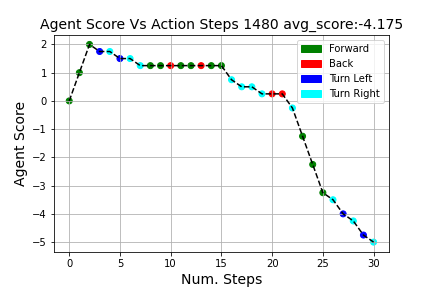 Agent Score Vs Action Steps 1480 avg_score:-4.175
Agent Score
2
1
0
−1
−2
−3
−4
−5
Forward
Back
Turn Left
Turn Right
0 5 10 15 20 25 30
Num. Steps